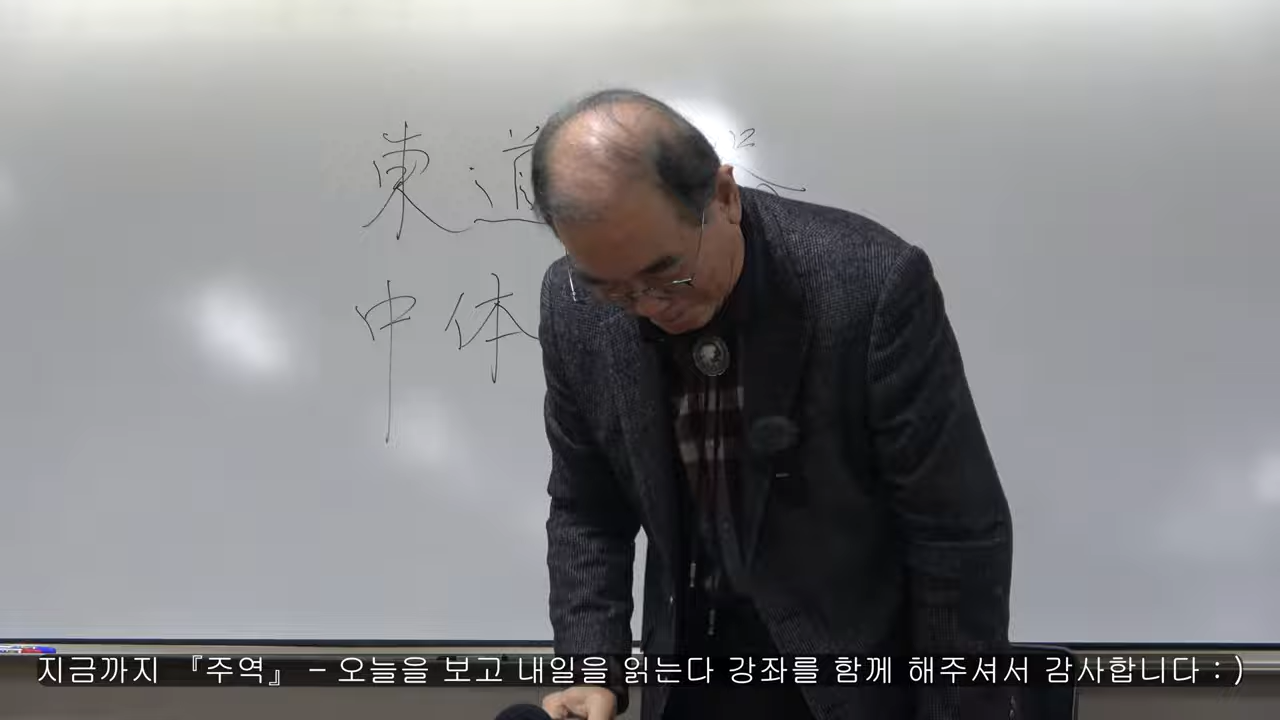 東道
中体
지금까지 『주역』 – 오늘을 보고 내일을 읽는다 강좌를 함께 해주셔서 감사합니다 : )